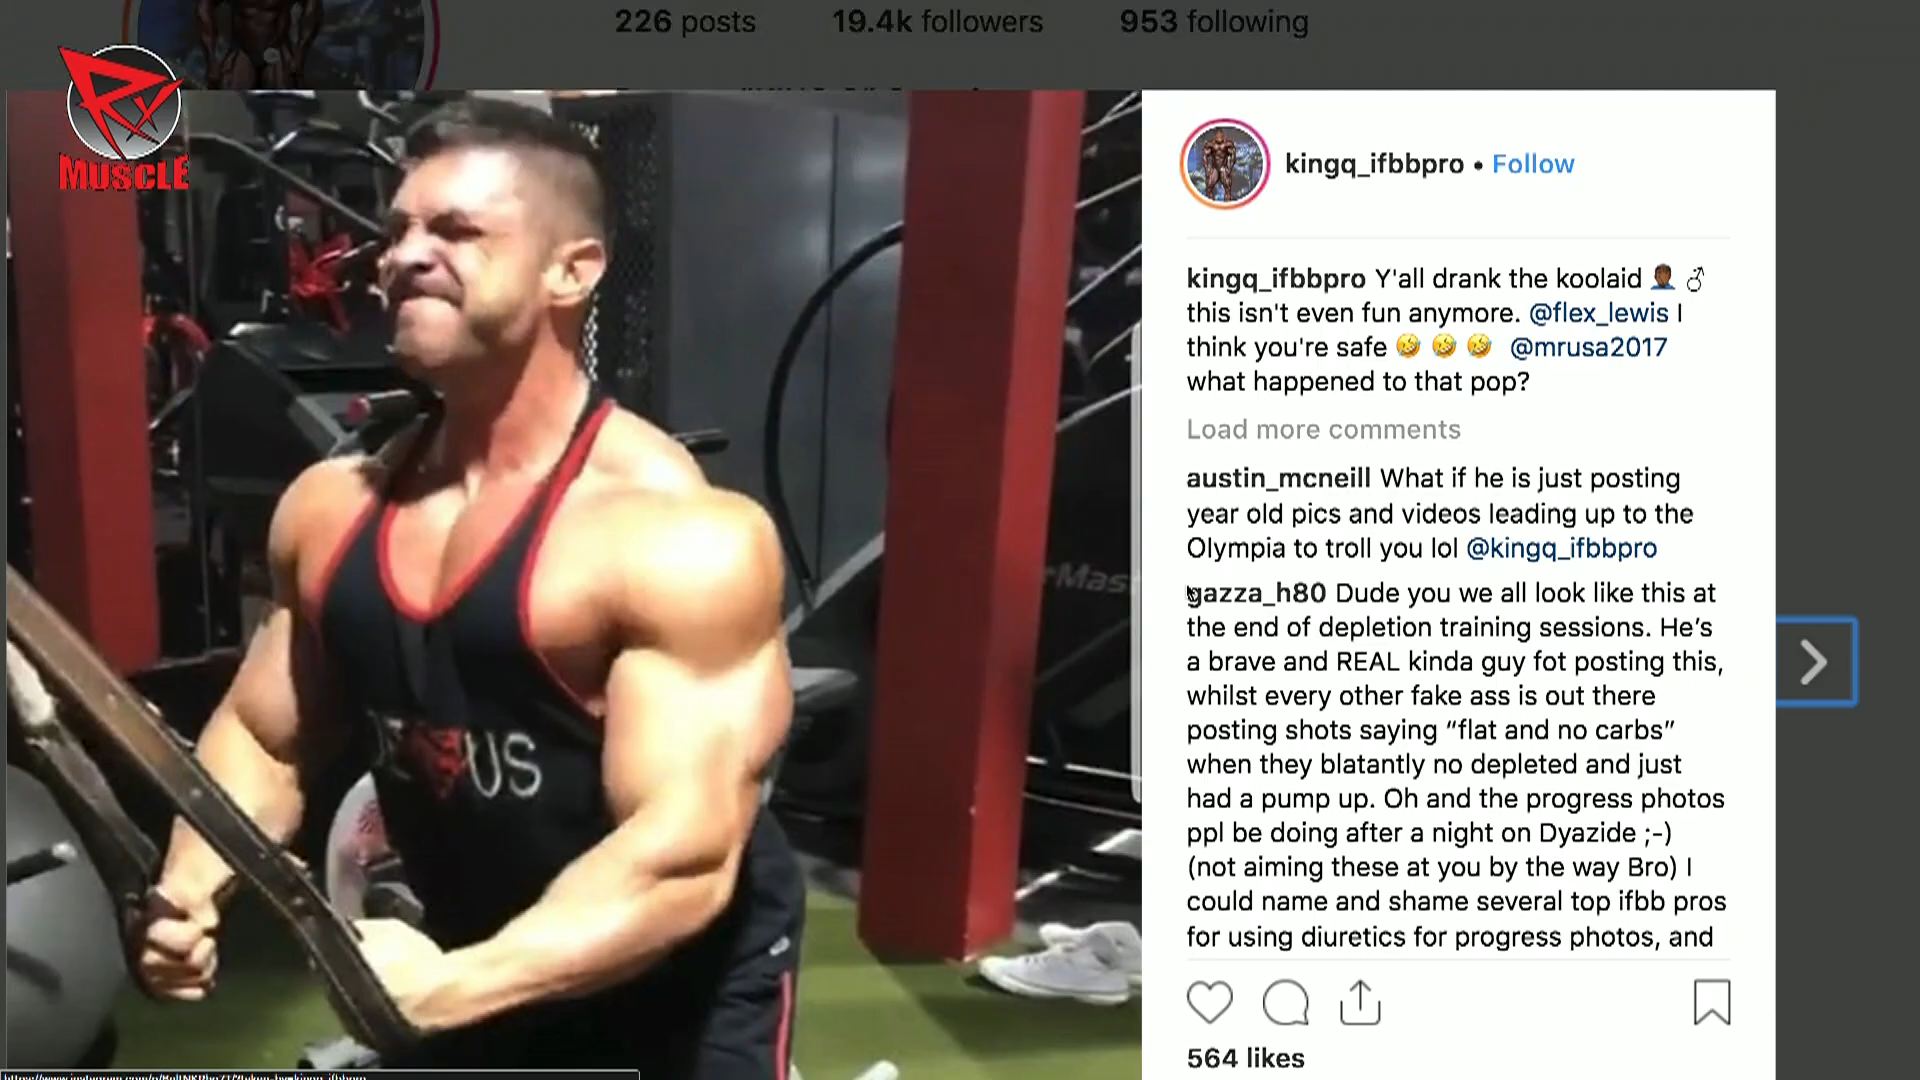 226 posts 19.4k followers 953 following
RX
MUSCLE
kingq_ifbbpro • Follow
kingq_ifbbpro Y'all drank the koolaid 🤦🏾 ♂
this isn't even fun anymore. @flex_lewis I
think you're safe 🤣 🤣 🤣 @mrusa2017
what happened to that pop?
Load more comments
austin_mcneill What if he is just posting
year old pics and videos leading up to the
Olympia to troll you lol @kingq_ifbbpro
gazza_h80 Dude you we all look like this at
the end of depletion training sessions. He’s
a brave and REAL kinda guy fot posting this,
whilst every other fake ass is out there
posting shots saying “flat and no carbs”
when they blatantly no depleted and just
had a pump up. Oh and the progress photos
ppl be doing after a night on Dyazide ;-)
(not aiming these at you by the way Bro) I
could name and shame several top ifbb pros
for using diuretics for progress photos, and
564 likes
US